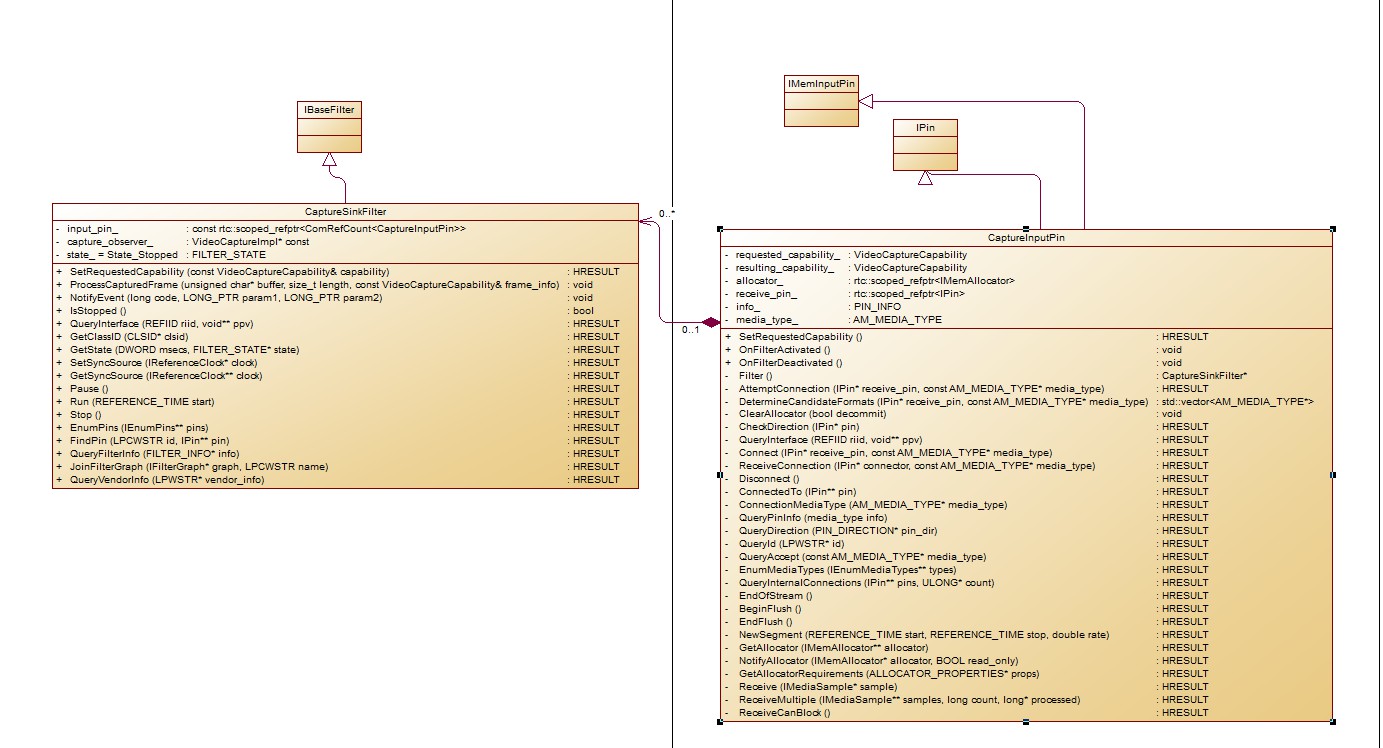 IBaseFilter
CaptureSinkFilter
- input_pin_ : const rtc::scoped_refptr<ComRefCount<CaptureInputPin>>
- capture_observer_ : VideoCaptureImpl* const
- state_ = State_Stopped : FILTER_STATE
+ SetRequestedCapability (const VideoCaptureCapability& capability) : HRESULT
+ ProcessCapturedFrame (unsigned char* buffer, size_t length, const VideoCaptureCapability& frame_info) : void
+ NotifyEvent (long code, LONG_PTR param1, LONG_PTR param2) : void
+ IsStopped () : bool
+ QueryInterface (REFIID riid, void** ppv) : HRESULT
+ GetClassID (CLSID* clsid) : HRESULT
+ GetState (DWORD msecs, FILTER_STATE* state) : HRESULT
+ SetSyncSource (IReferenceClock* clock) : HRESULT
+ GetSyncSource (IReferenceClock** clock) : HRESULT
+ Pause () : HRESULT
+ Run (REFERENCE_TIME start) : HRESULT
+ Stop () : HRESULT
+ EnumPins (IEnumPins** pins) : HRESULT
+ FindPin (LPCWSTR id, IPin** pin) : HRESULT
+ QueryFilterInfo (FILTER_INFO* info) : HRESULT
+ JoinFilterGraph (IFilterGraph* graph, LPCWSTR name) : HRESULT
+ QueryVendorInfo (LPWSTR* vendor_info) : HRESULT
0..*
0..1
IMemInputPin
IPin
CaptureInputPin
- requested_capability_ : VideoCaptureCapability
- resulting_capability_ : VideoCaptureCapability
- allocator_ : rtc::scoped_refptr<IMemAllocator>
- receive_pin_ : rtc::scoped_refptr<IPin>
- info_ : PIN_INFO
- media_type_ : AM_MEDIA_TYPE
+ SetRequestedCapability () : HRESULT
+ OnFilterActivated () : void
+ OnFilterDeactivated () : void
- Filter () : CaptureSinkFilter*
- AttemptConnection (IPin* receive_pin, const AM_MEDIA_TYPE* media_type) : HRESULT
- DetermineCandidateFormats (IPin* receive_pin, const AM_MEDIA_TYPE* media_type) : std::vector<AM_MEDIA_TYPE*>
- ClearAllocator (bool decommit) : void
- CheckDirection (IPin* pin) : HRESULT
- QueryInterface (REFIID riid, void** ppv) : HRESULT
- Connect (IPin* receive_pin, const AM_MEDIA_TYPE* media_type) : HRESULT
- ReceiveConnection (IPin* connector, const AM_MEDIA_TYPE* media_type) : HRESULT
- Disconnect () : HRESULT
- ConnectedTo (IPin** pin) : HRESULT
- ConnectionMediaType (AM_MEDIA_TYPE* media_type) : HRESULT
- QueryPinInfo (media_type info) : HRESULT
- QueryDirection (PIN_DIRECTION* pin_dir) : HRESULT
- QueryId (LPWSTR* id) : HRESULT
- QueryAccept (const AM_MEDIA_TYPE* media_type) : HRESULT
- EnumMediaTypes (IEnumMediaTypes** types) : HRESULT
- QueryInternalConnections (IPin** pins, ULONG* count) : HRESULT
- EndOfStream () : HRESULT
- BeginFlush () : HRESULT
- EndFlush () : HRESULT
- NewSegment (REFERENCE_TIME start, REFERENCE_TIME stop, double rate) : HRESULT
- GetAllocator (IMemAllocator** allocator) : HRESULT
- NotifyAllocator (IMemAllocator* allocator, BOOL read_only) : HRESULT
- GetAllocatorRequirements (ALLOCATOR_PROPERTIES* props) : HRESULT
- Receive (IMediaSample* sample) : HRESULT
- ReceiveMultiple (IMediaSample** samples, long count, long* processed) : HRESULT
- ReceiveCanBlock () : HRESULT